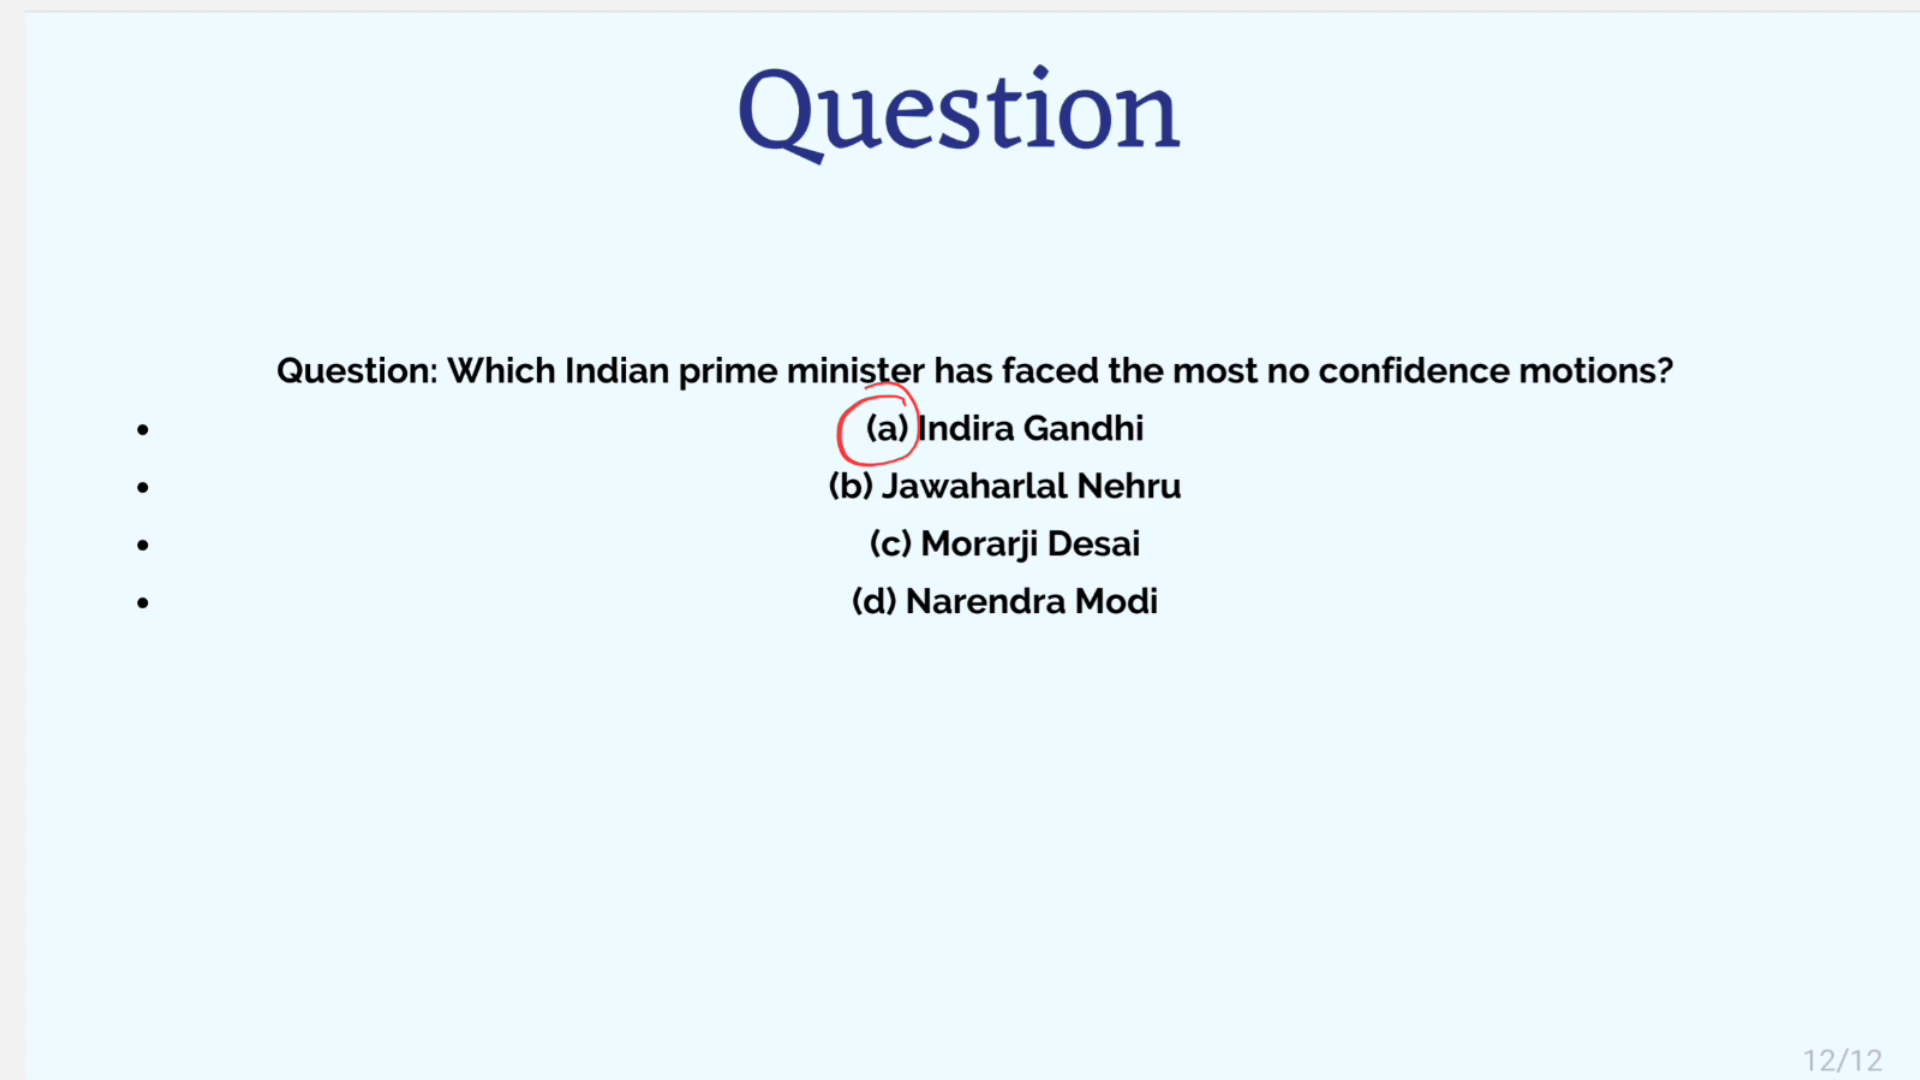 Question
Question: Which Indian prime minister has faced the most no confidence motions?
• (a) Indira Gandhi
• (b) Jawaharlal Nehru
• (c) Morarji Desai
• (d) Narendra Modi
12/12